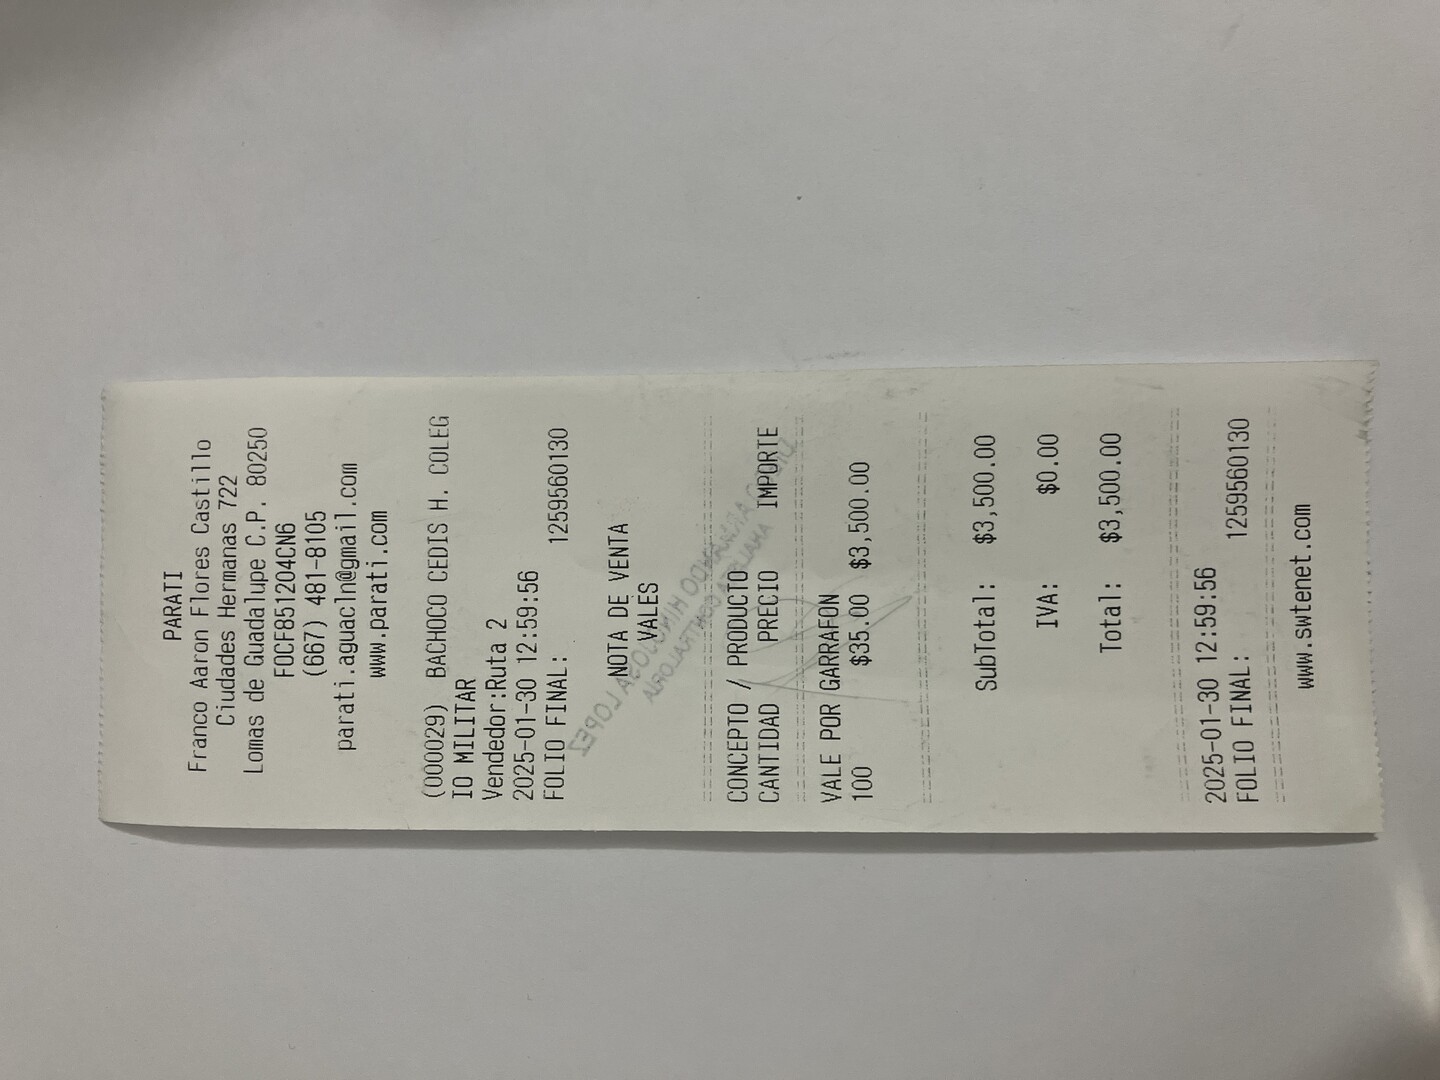 PARATI
Franco Aaron Flores Castillo
Ciudades Hermanas 722
Lomas de Guadalupe C.P. 80250
FOCF851204CN6
(667) 481-8105
parati.aguacln@gmail.com
www.parati.com
(000029) BACHOCO CEDIS H. COLEG
IO MILITAR
Vendedor:Ruta 2
2025-01-30 12:59:56
FOLIO FINAL: 1259560130
NOTA DE VENTA
VALES
CONCEPTO / PRODUCTO
CANTIDAD PRECIO IMPORTE
VALE POR GARRAFON
100 $35.00 $3,500.00
SubTotal: $3,500.00
IVA: $0.00
Total: $3,500.00
2025-01-30 12:59:56
FOLIO FINAL: 1259560130
www.swtenet.com